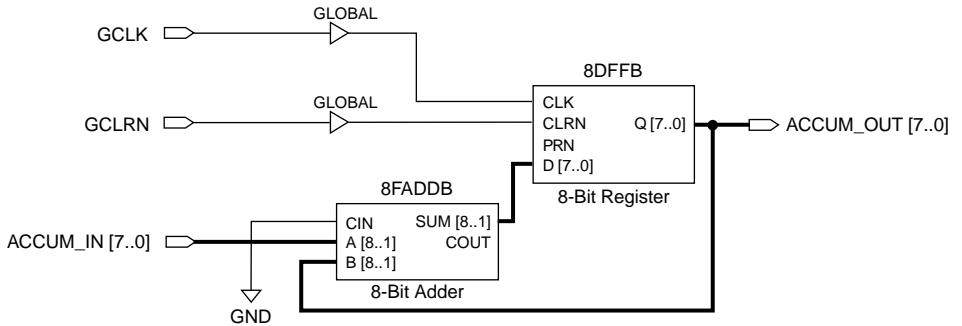 GLOBAL
GCLK
8DFFB
GLOBAL
CLK
GCLRN
CLRN
Q [7..0]
ACCUM_OUT [7..0]
PRN
D [7..0]
8FADDB
8-Bit Register
CIN
SUM [8..1]
ACCUM_IN [7..0]
A [8..1]
COUT
B [8..1]
8-Bit Adder
GND